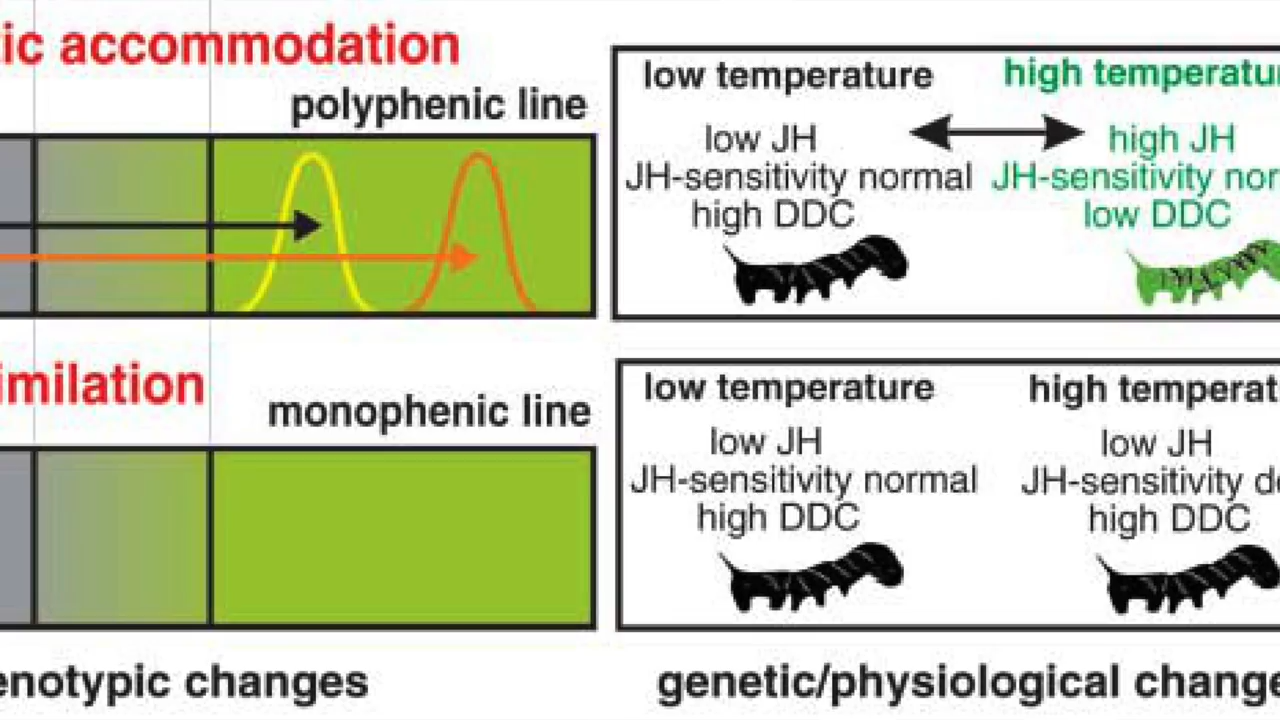 ic accommodation
polyphenic line
low temperature
high temperatu
low JH
high JH
JH-sensitivity normal
JH-sensitivity nor
high DDC
low DDC
imilation
monophenic line
low temperature
high temperat
low JH
low JH
JH-sensitivity normal
JH-sensitivity de
high DDC
high DDC
enotypic changes
genetic/physiological change